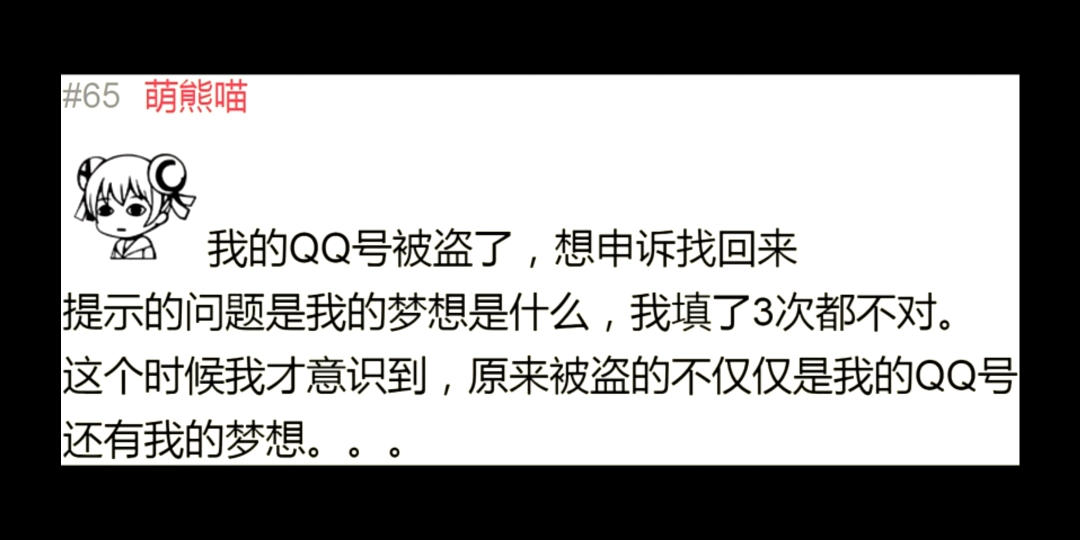 #65 萌熊喵
我的QQ号被盗了，想申诉找回来
提示的问题是我的梦想是什么，我填了3次都不对。
这个时候我才意识到，原来被盗的不仅仅是我的QQ号
还有我的梦想。。。